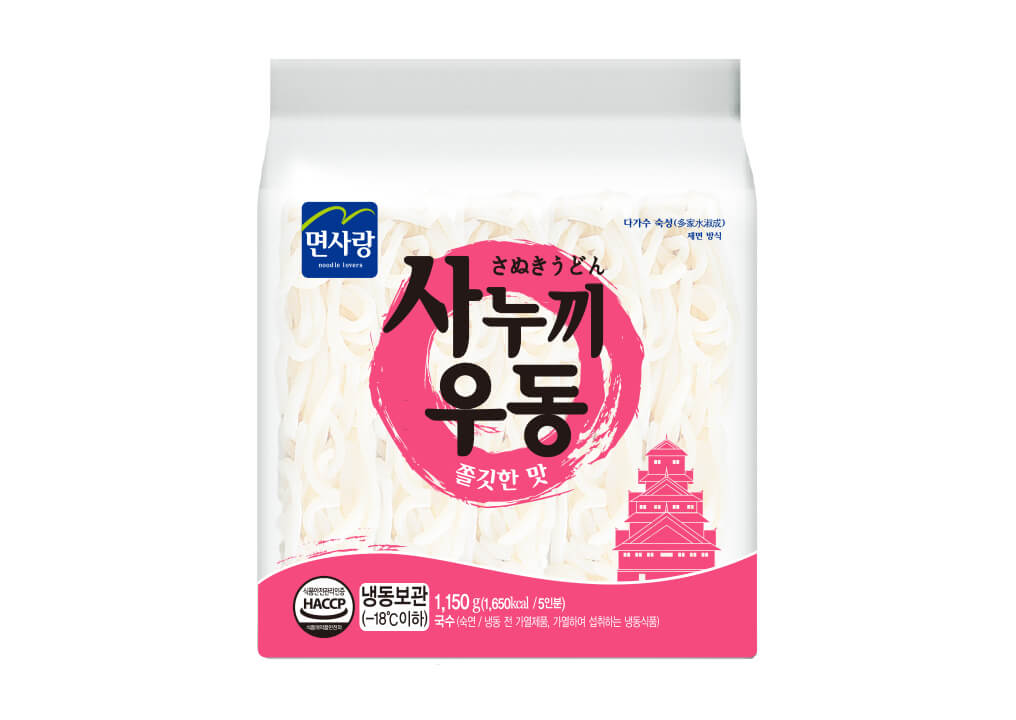 면사랑
noodle lovers
다가수 숙성(多家水淑成)
제면 방식
さぬきうどん
사누끼
우동
쫄깃한 맛
식품안전관리인증
HACCP
식품의약품안전처
냉동보관
(-18℃이하)
1,150 g(1,650kcal /5인분)
국수(숙면 / 냉동 전 가열제품, 가열하여 섭취하는 냉동식품)